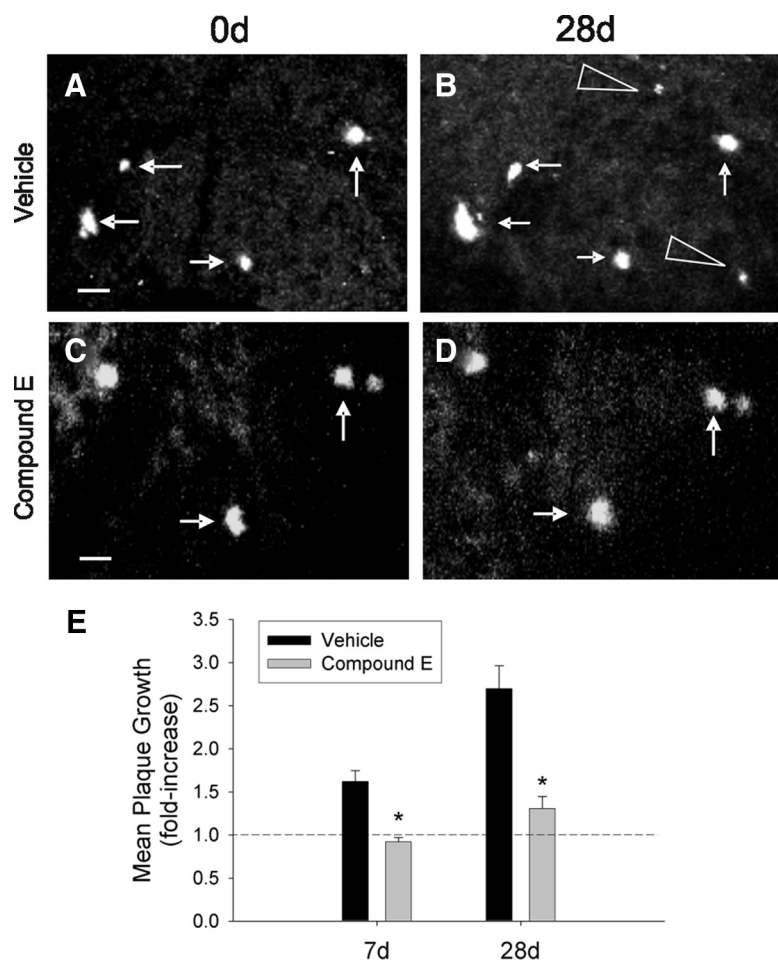 0d 28d
A B
Vehicle
C D
Compound E
E
Mean Plaque Growth
(fold-increase)
3.5
3.0
2.5
2.0
1.5
1.0
0.5
0.0
Vehicle
Compound E
*
*
7d 28d